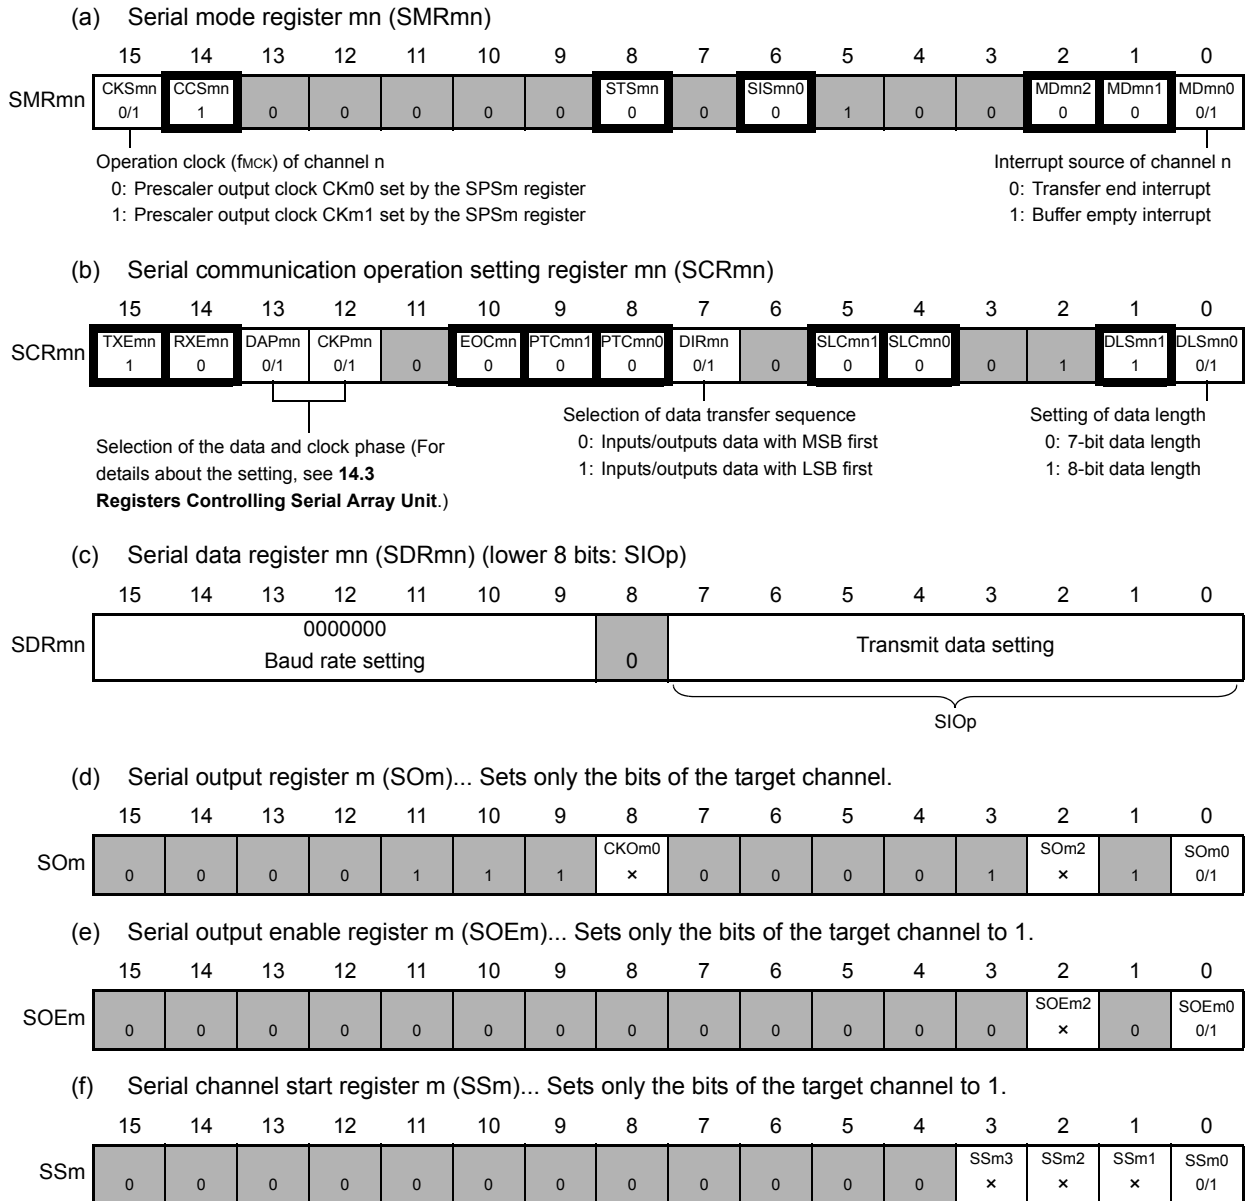 (a) Serial mode register mn (SMRmn)
15 14 13 12 11 10 9 8 7 6 5 4 3 2 1 0
CKSmn CCSmn STSmn SISmn0 MDmn2 MDmn1 MDmn0
SMRmn 0/1 1 0 0 0 0 0 0 0 0 1 0 0 0 0 0/1
Operation clock (fMCK) of channel n
0: Prescaler output clock CKm0 set by the SPSm register
1: Prescaler output clock CKm1 set by the SPSm register
Interrupt source of channel n
0: Transfer end interrupt
1: Buffer empty interrupt
(b) Serial communication operation setting register mn (SCRmn)
15 14 13 12 11 10 9 8 7 6 5 4 3 2 1 0
TXEmn RXEmn DAPmn CKPmn EOCmn PTCmn1 PTCmn0 DIRmn SLCmn1 SLCmn0 DLSmn1 DLSmn0
SCRmn 1 0 0/1 0/1 0 0 0 0 0/1 0 0 0 0 1 1 0/1
Selection of the data and clock phase (For
details about the setting, see 14.3
Registers Controlling Serial Array Unit.)
Selection of data transfer sequence
0: Inputs/outputs data with MSB first
1: Inputs/outputs data with LSB first
Setting of data length
0: 7-bit data length
1: 8-bit data length
(c) Serial data register mn (SDRmn) (lower 8 bits: SIOp)
15 14 13 12 11 10 9 8 7 6 5 4 3 2 1 0
SDRmn
0000000
Baud rate setting
0
Transmit data setting
SIOp
(d) Serial output register m (SOm)... Sets only the bits of the target channel.
15 14 13 12 11 10 9 8 7 6 5 4 3 2 1 0
CKOm0 SOm2 SOm0
SOm 0 0 0 0 1 1 1 × 0 0 0 0 1 × 1 0/1
(e) Serial output enable register m (SOEm)... Sets only the bits of the target channel to 1.
15 14 13 12 11 10 9 8 7 6 5 4 3 2 1 0
SOEm2 SOEm0
SOEm 0 0 0 0 0 0 0 0 0 0 0 0 0 × 0 0/1
(f) Serial channel start register m (SSm)... Sets only the bits of the target channel to 1.
15 14 13 12 11 10 9 8 7 6 5 4 3 2 1 0
SSm3 SSm2 SSm1 SSm0
SSm 0 0 0 0 0 0 0 0 0 0 0 0 × × × 0/1